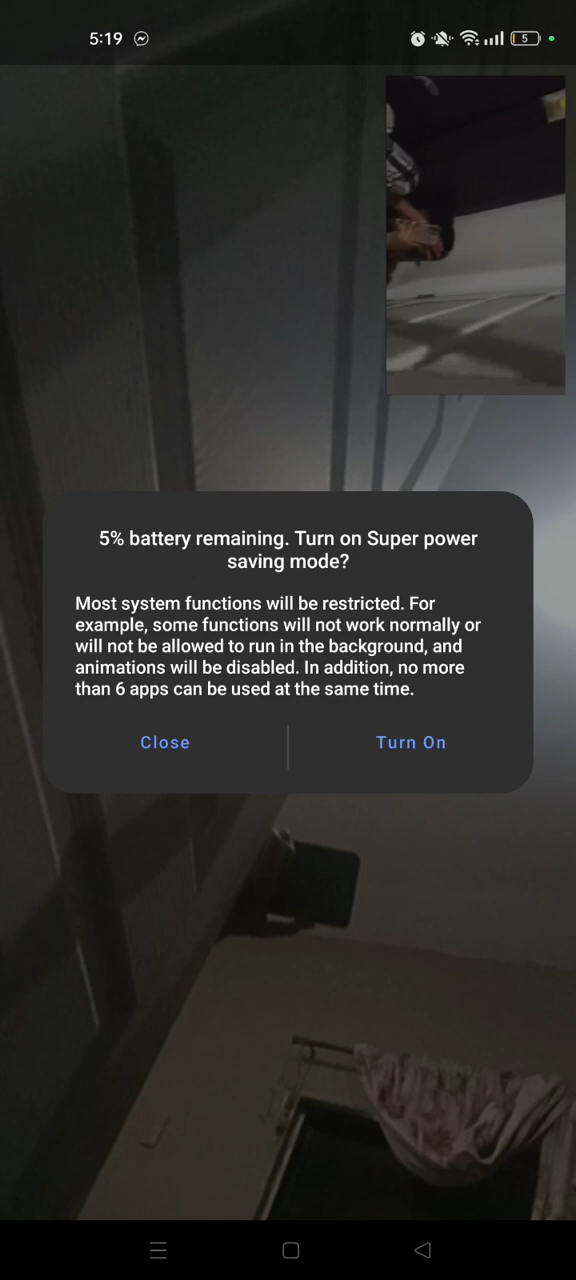 5:19
5
5% battery remaining. Turn on Super power
saving mode?
Most system functions will be restricted. For
example, some functions will not work normally or
will not be allowed to run in the background, and
animations will be disabled. In addition, no more
than 6 apps can be used at the same time.
Close
Turn On